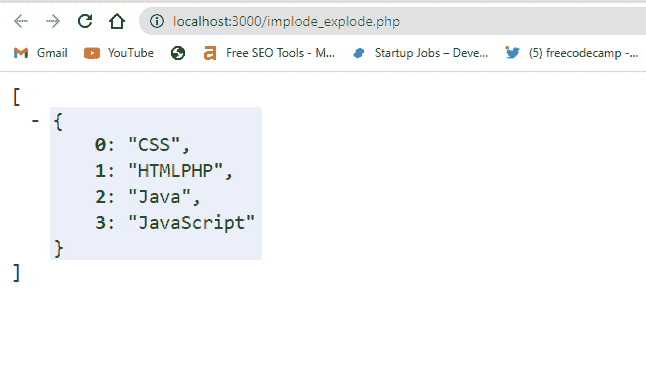 localhost:3000/implode_explode.php
Gmail YouTube Free SEO Tools - M... Startup Jobs – Deve... (5) freecodecamp -...
[
- {
0: "CSS",
1: "HTMLPHP",
2: "Java",
3: "JavaScript"
}
]